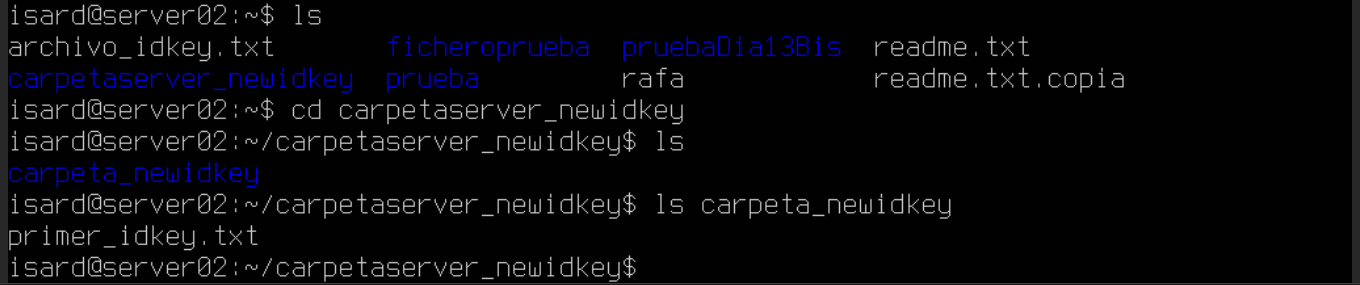 isard@server02:~$ ls
archivo_idkey.txt       ficheroprueba  pruebaDia13Bis  readme.txt
carpetaserver_newidkey  prueba         rafa            readme.txt.copia
isard@server02:~$ cd carpetaserver_newidkey
isard@server02:~/carpetaserver_newidkey$ ls
carpeta_newidkey
isard@server02:~/carpetaserver_newidkey$ ls carpeta_newidkey
primer_idkey.txt
isard@server02:~/carpetaserver_newidkey$